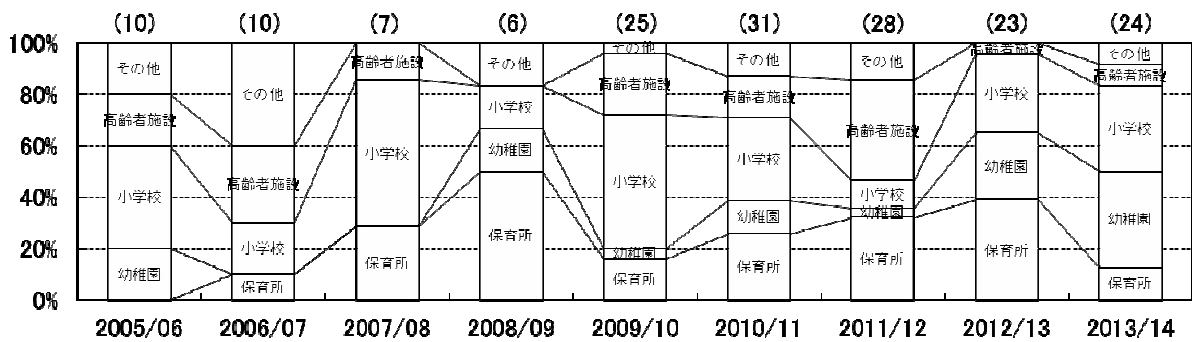 (10) (10) (7) (6) (25) (31) (28) (23) (24)
100%
80%
60%
40%
20%
0%
その他
高齢者施設
小学校
幼稚園
その他
高齢者施設
小学校
保育所
高齢者施設
小学校
保育所
その他
小学校
幼稚園
保育所
その他
高齢者施設
小学校
幼稚園
保育所
その他
高齢者施設
小学校
幼稚園
保育所
その他
高齢者施設
小学校
幼稚園
保育所
高齢者施設
小学校
幼稚園
保育所
その他
高齢者施設
小学校
幼稚園
保育所
2005/06 2006/07 2007/08 2008/09 2009/10 2010/11 2011/12 2012/13 2013/14